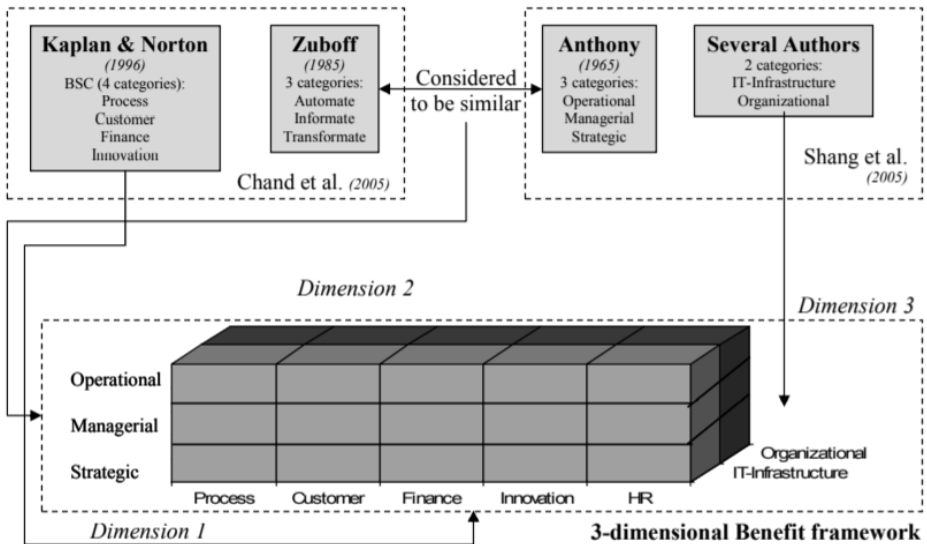 Kaplan & Norton
(1996)
BSC (4 categories):
Process
Customer
Finance
Innovation
Zuboff
(1985)
3 categories:
Automate
Informate
Transformate
Chand et al. (2005)
Considered
to be similar
Anthony
(1965)
3 categories:
Operational
Managerial
Strategic
Several Authors
2 categories:
IT-Infrastructure
Organizational
Shang et al.
(2005)
Dimension 2
Dimension 3
Operational
Managerial
Strategic
Organizational
IT-Infrastructure
Process
Customer
Finance
Innovation
HR
Dimension 1
3-dimensional Benefit framework